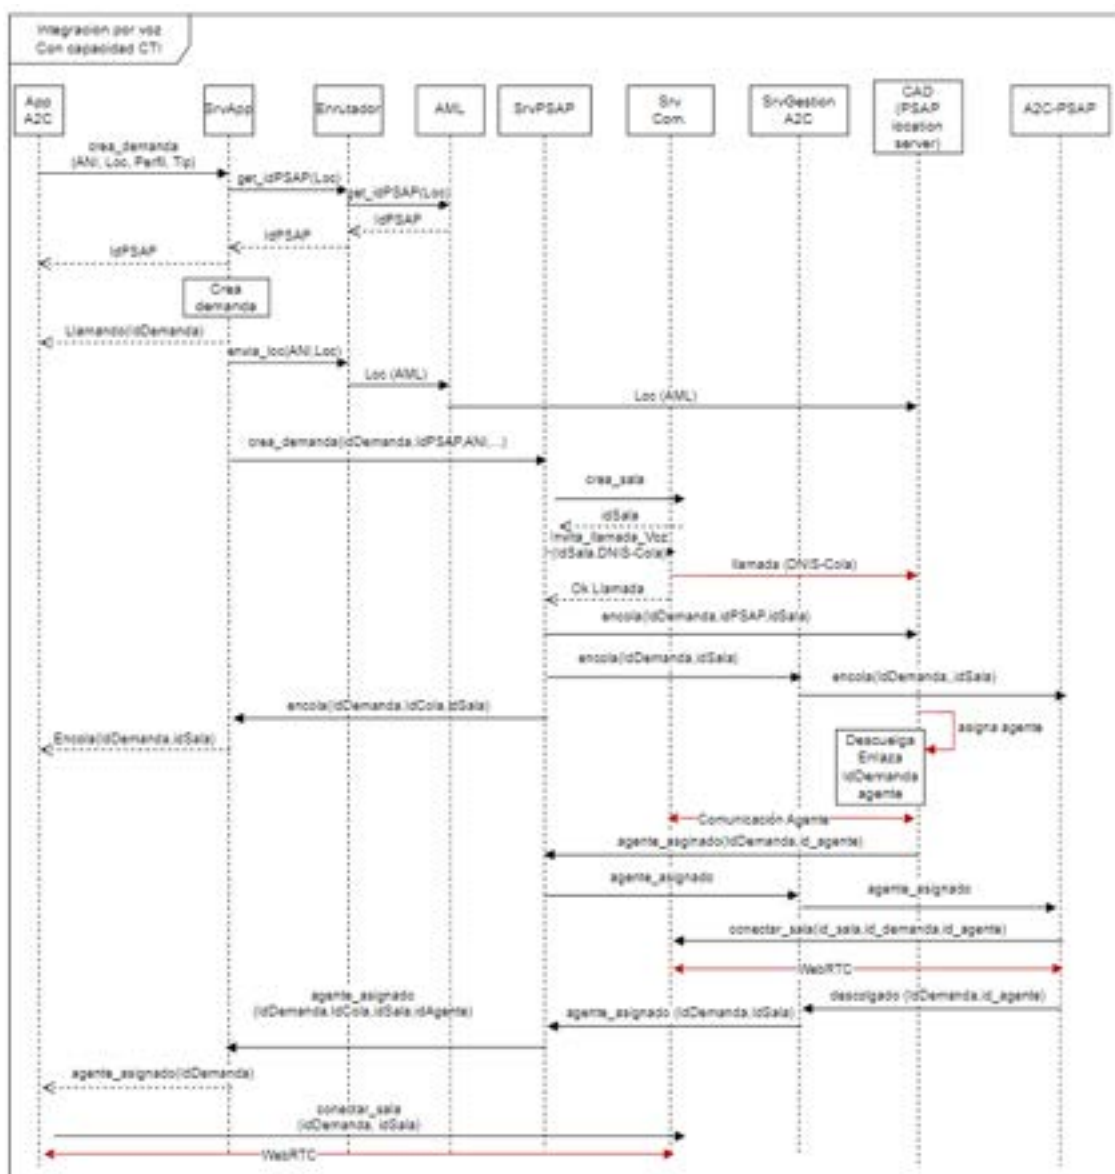 Integración por voz
Con capacidad CTI
App
A2C
SrvApp
Enrutador
AML
SrvPSAP
Srv
Com.
SrvGestion
A2C
CAD
(PSAP
location
server)
A2C-PSAP
crea_demanda
(ANI, Loc, Perfil, Tip)
get_idPSAP(Loc)
get_idPSAP(Loc)
IdPSAP
IdPSAP
IdPSAP
Crea
demanda
Llamando(IdDemanda)
envia_loc(ANI,Loc)
Loc (AML)
Loc (AML)
crea_demanda(IdDemanda,IdPSAP,ANI,...)
crea_sala
idSala
Invita_llamada_Voz
(IdSala,DNIS-Cola)
llamada (DNIS-Cola)
Ok Llamada
encola(IdDemanda,idPSAP,idSala)
encola(IdDemanda,idSala)
encola(IdDemanda,,idSala)
encola(IdDemanda,IdCola,idSala)
Encola(IdDemanda,idSala)
asigna agente
Descuelga
Enlaza
IdDemanda
agente
Comunicación Agente
agente_asginado(IdDemanda,id_agente)
agente_asignado
agente_asignado
conectar_sala(id_sala,id_demanda,id_agente)
WebRTC
descolgado (IdDemanda,id_agente)
agente_asignado
(IdDemanda,IdCola,idSala,idAgente)
agente_asignado (IdDemanda,IdSala)
agente_asignado(IdDemanda)
conectar_sala
(idDemanda, idSala)
WebRTC